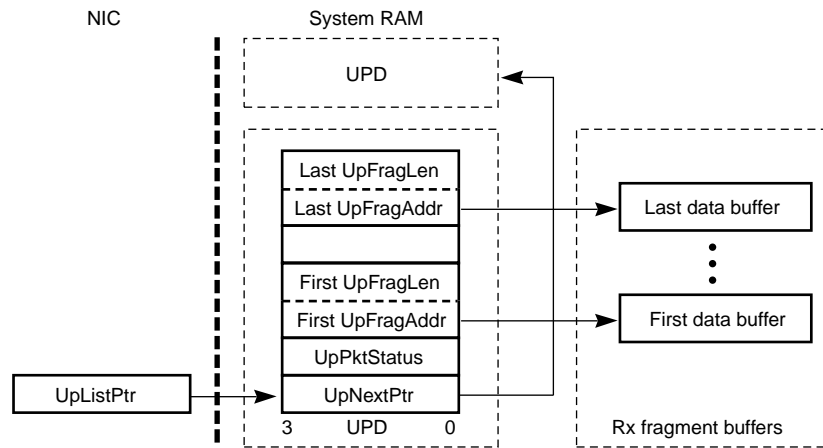 NIC
System RAM
UPD
Last UpFragLen
Last UpFragAddr
Last data buffer
First UpFragLen
First UpFragAddr
First data buffer
UpPktStatus
UpListPtr
UpNextPtr
3 UPD 0
Rx fragment buffers